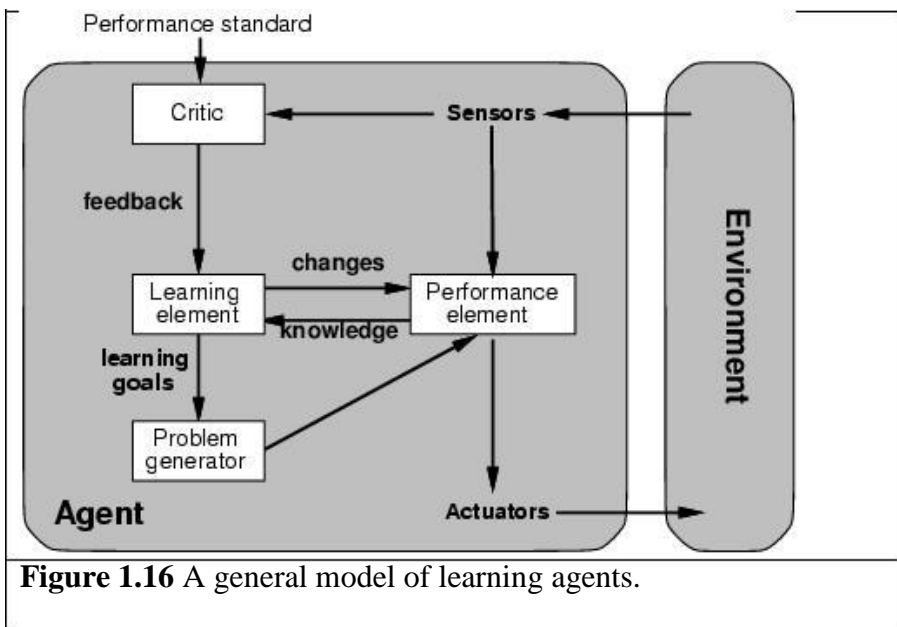 Performance standard
Critic
Sensors
feedback
changes
Learning
element
Performance
element
knowledge
learning
goals
Problem
generator
Agent
Actuators
Environment
Figure 1.16 A general model of learning agents.